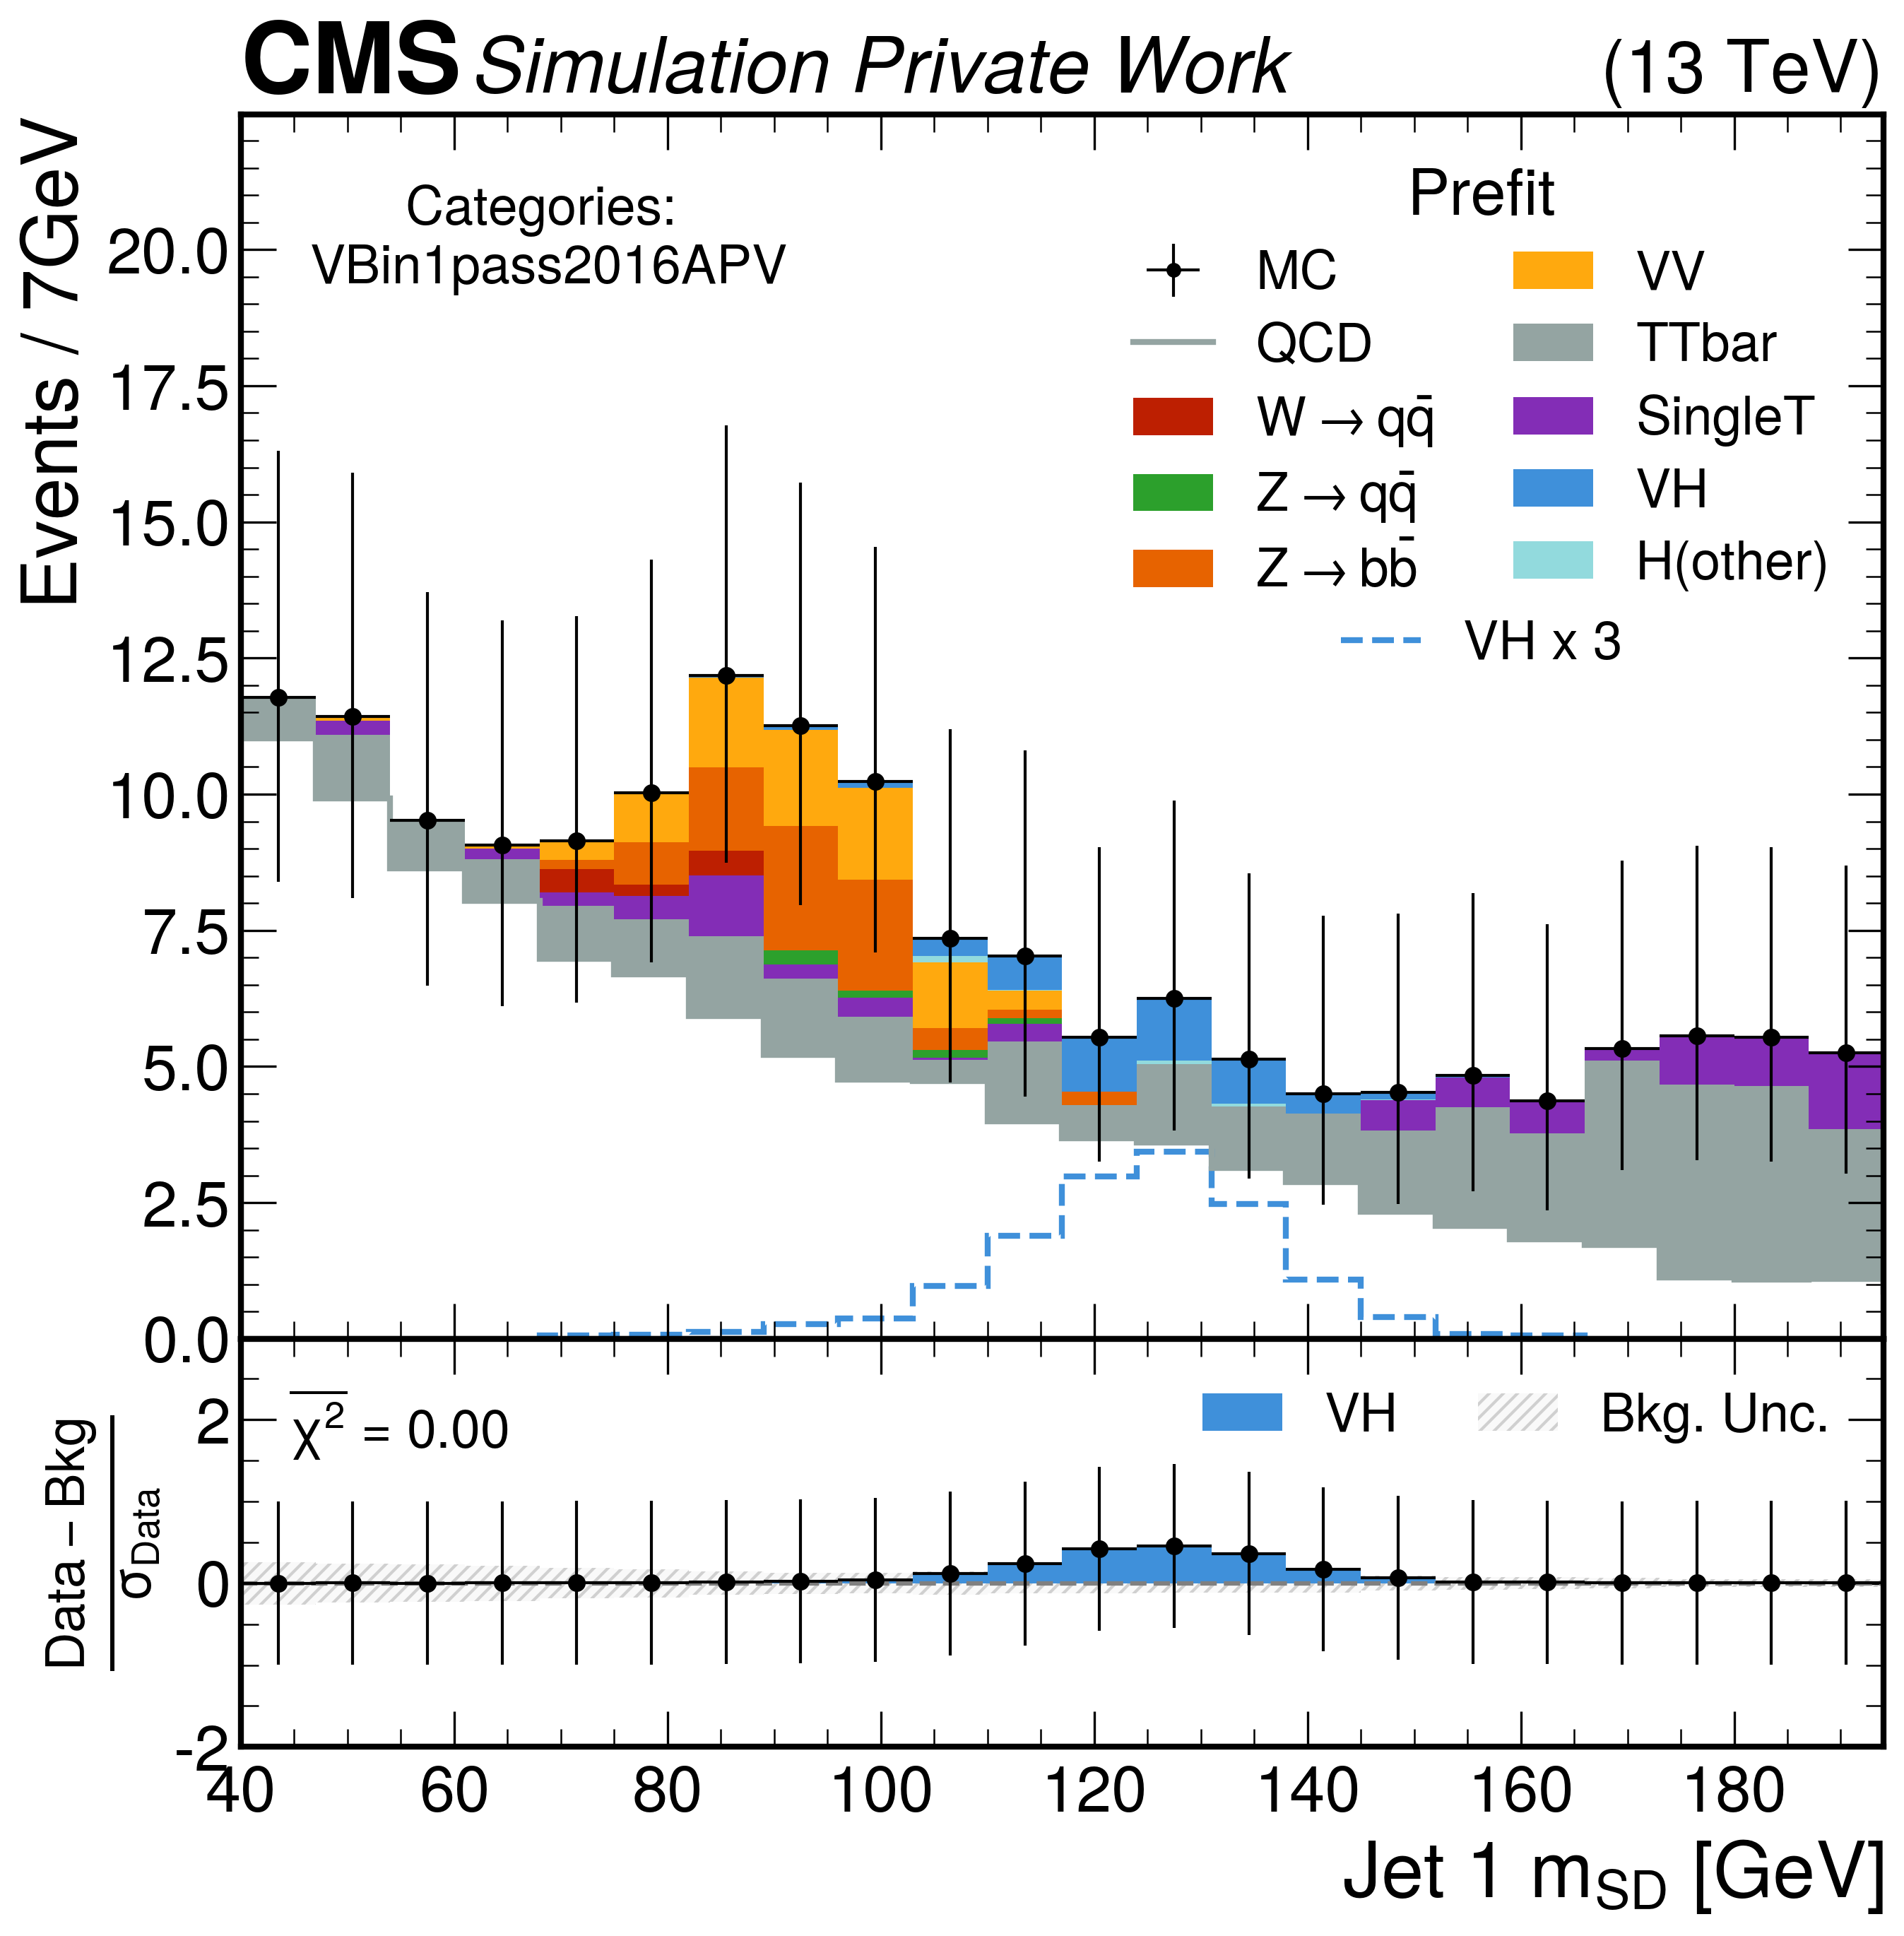 CMS Simulation Private Work (13 TeV)
Events / 7GeV
Categories:
VBin1pass2016APV
Prefit
MC
VV
QCD
TTbar
W → qq̄
SingleT
Z → qq̄
VH
Z → bb̄
H(other)
VH x 3
20.0
17.5
15.0
12.5
10.0
7.5
5.0
2.5
0.0
Data − Bkg
σData
χ² = 0.00
VH
Bkg. Unc.
2
0
-2
40 60 80 100 120 140 160 180
Jet 1 mSD [GeV]